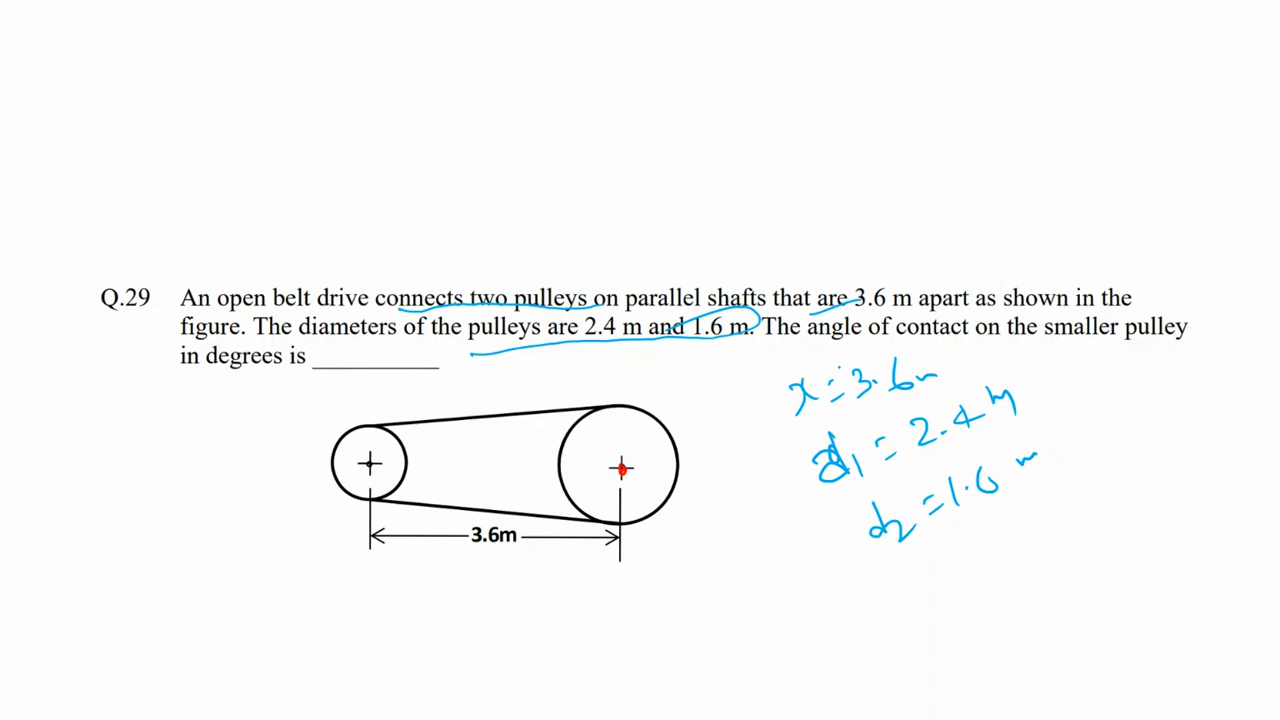 Q.29 An open belt drive connects two pulleys on parallel shafts that are 3.6 m apart as shown in the
figure. The diameters of the pulleys are 2.4 m and 1.6 m. The angle of contact on the smaller pulley
in degrees is __________
x = 3.6m
d1 = 2.4 m
d2 = 1.6 m
3.6m